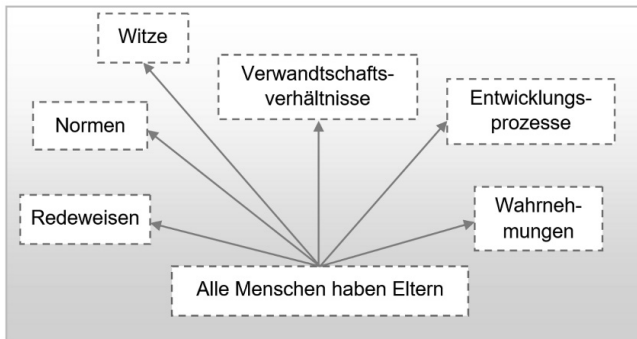 Witze
Verwandtschafts-
verhältnisse
Entwicklungs-
prozesse
Normen
Redeweisen
Wahrneh-
mungen
Alle Menschen haben Eltern